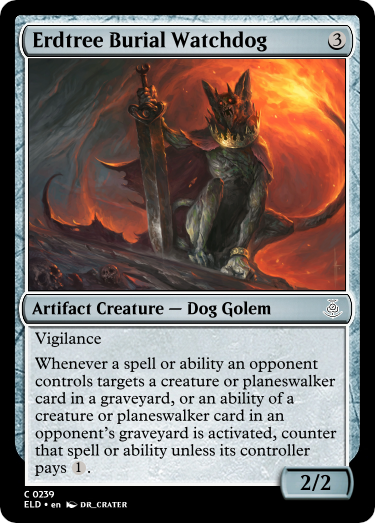 Erdtree Burial Watchdog 3
Artifact Creature — Dog Golem
Vigilance
Whenever a spell or ability an opponent
controls targets a creature or planeswalker
card in a graveyard, or an ability of a
creature or planeswalker card in an
opponent's graveyard is activated, counter
that spell or ability unless its controller
pays 1 .
2/2
C 0239
ELD • en DR_CRATER